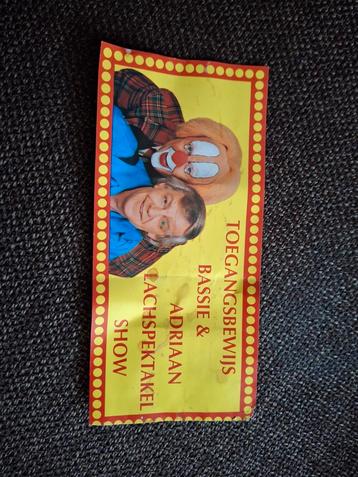 TOEGANGSBEWIJS
BASSIE &
ADRIAAN
LACHSPEKTAKEL
SHOW